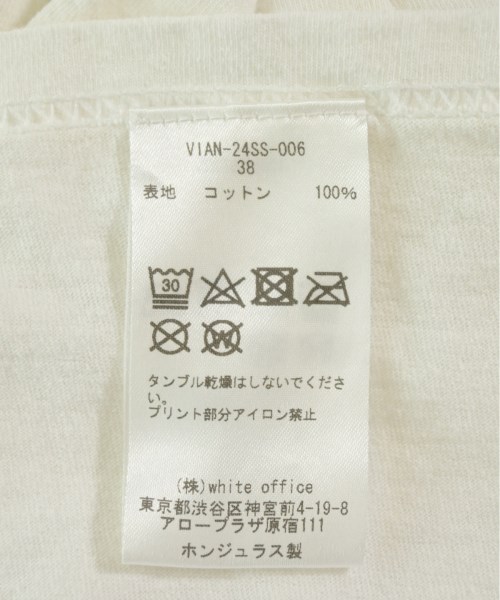 VIAN-24SS-006
38
表地 コットン 100%
30
W
タンブル乾燥はしないでくださ
い。
プリント部分アイロン禁止
(株)white office
東京都渋谷区神宮前4-19-8
アロープラザ原宿111
ホンジュラス製